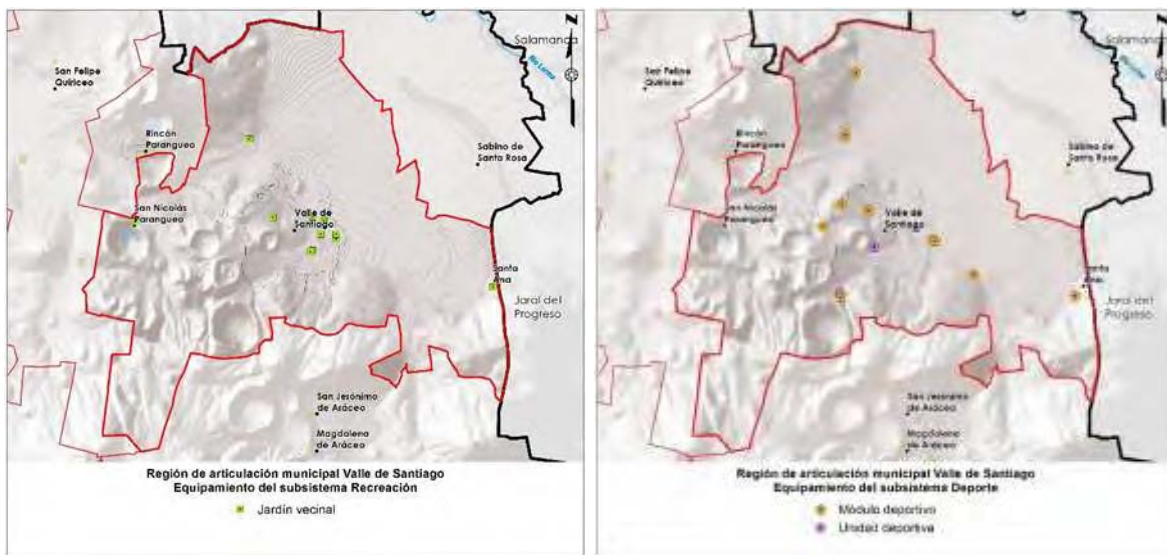 Salamanca
Río Lerma
San Felipe
Quiriceo
Rincón
Parangueo
Sabino de
Santa Rosa
San Nicolás
Parangueo
Valle de
Santiago
Santa
Ana
Jaral del
Progreso
San Jerónimo
de Aráceo
Magdalena
de Aráceo
Región de articulación municipal Valle de Santiago
Equipamiento del subsistema Recreación
Jardín vecinal
Salamanca
San Felipe
Quiriceo
Rincón
Parangueo
Sabino de
Santa Rosa
San Nicolás
Parangueo
Valle de
Santiago
Santa
Ana
Jaral del
Progreso
San Jerónimo
de Aráceo
Magdalena
de Aráceo
Región de articulación municipal Valle de Santiago
Equipamiento del subsistema Deporte
Módulo deportivo
Unidad deportiva